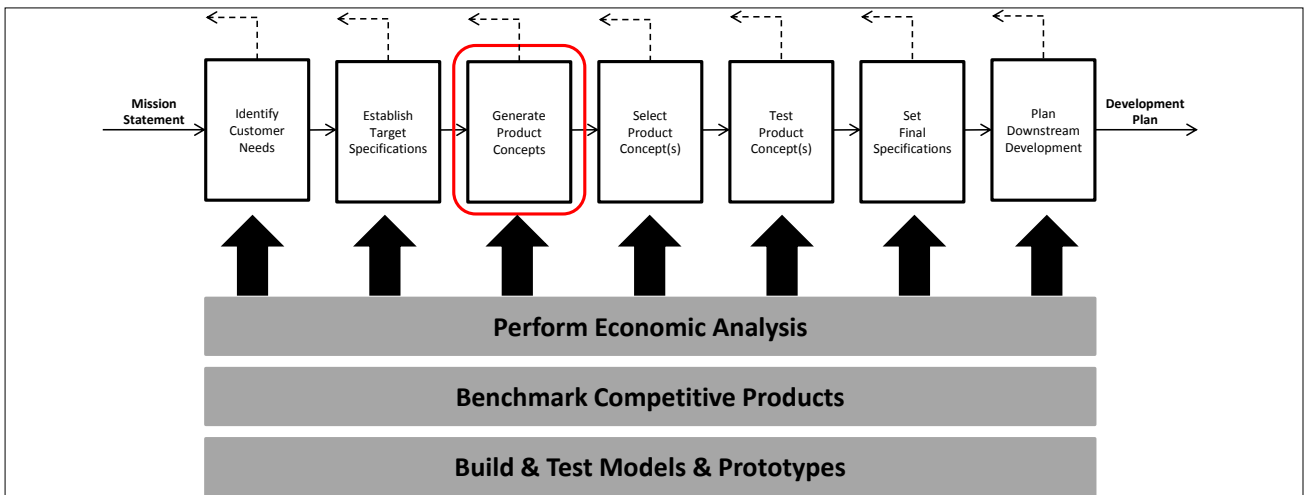 Mission
Statement
Identify
Customer
Needs
Establish
Target
Specifications
Generate
Product
Concepts
Select
Product
Concept(s)
Test
Product
Concept(s)
Set
Final
Specifications
Plan
Downstream
Development
Development
Plan
Perform Economic Analysis
Benchmark Competitive Products
Build & Test Models & Prototypes